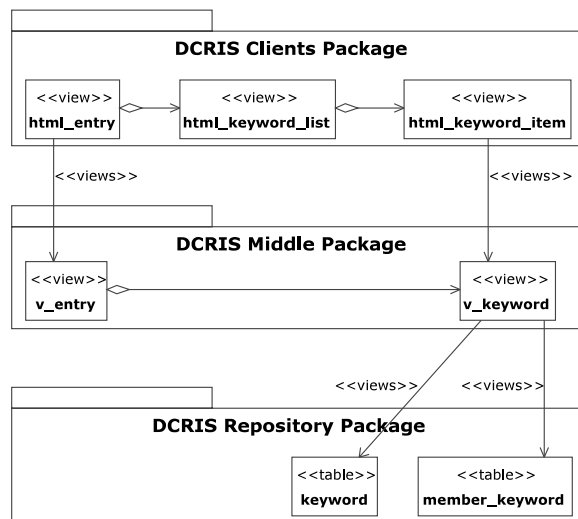 DCRIS Clients Package
<<view>>
html_entry
<<view>>
html_keyword_list
<<view>>
html_keyword_item
<<views>>
<<views>>
DCRIS Middle Package
<<view>>
v_entry
<<view>>
v_keyword
<<views>>
<<views>>
DCRIS Repository Package
<<table>>
keyword
<<table>>
member_keyword